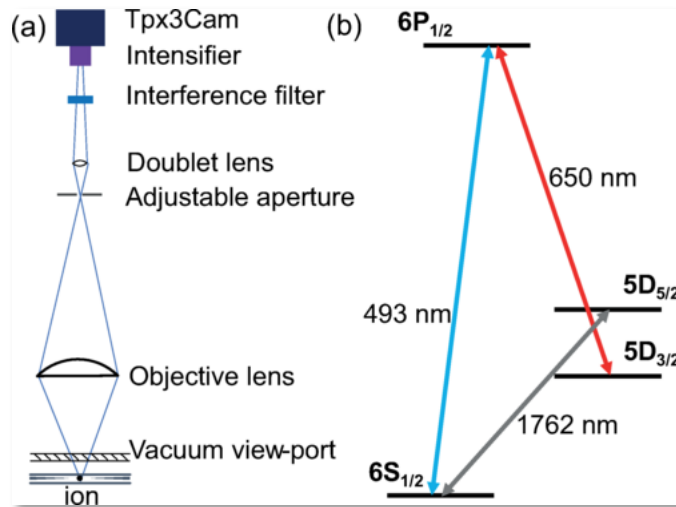 (a)
Tpx3Cam
Intensifier
Interference filter
Doublet lens
Adjustable aperture
Objective lens
Vacuum view-port
ion
(b)
6P1/2
650 nm
493 nm
5D5/2
5D3/2
1762 nm
6S1/2